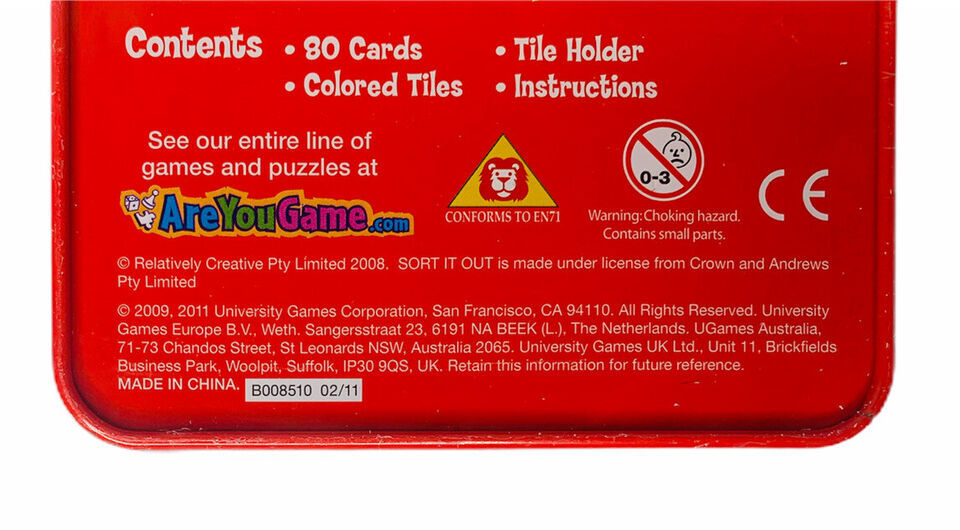 Contents • 80 Cards • Tile Holder
• Colored Tiles • Instructions
See our entire line of
games and puzzles at
AreYouGame.com
CONFORMS TO EN71
0-3
Warning: Choking hazard.
Contains small parts.
CE
© Relatively Creative Pty Limited 2008. SORT IT OUT is made under license from Crown and Andrews
Pty Limited
© 2009, 2011 University Games Corporation, San Francisco, CA 94110. All Rights Reserved. University
Games Europe B.V., Weth. Sangersstraat 23, 6191 NA BEEK (L.), The Netherlands. UGames Australia,
71-73 Chandos Street, St Leonards NSW, Australia 2065. University Games UK Ltd., Unit 11, Brickfields
Business Park, Woolpit, Suffolk, IP30 9QS, UK. Retain this information for future reference.
MADE IN CHINA. B008510 02/11